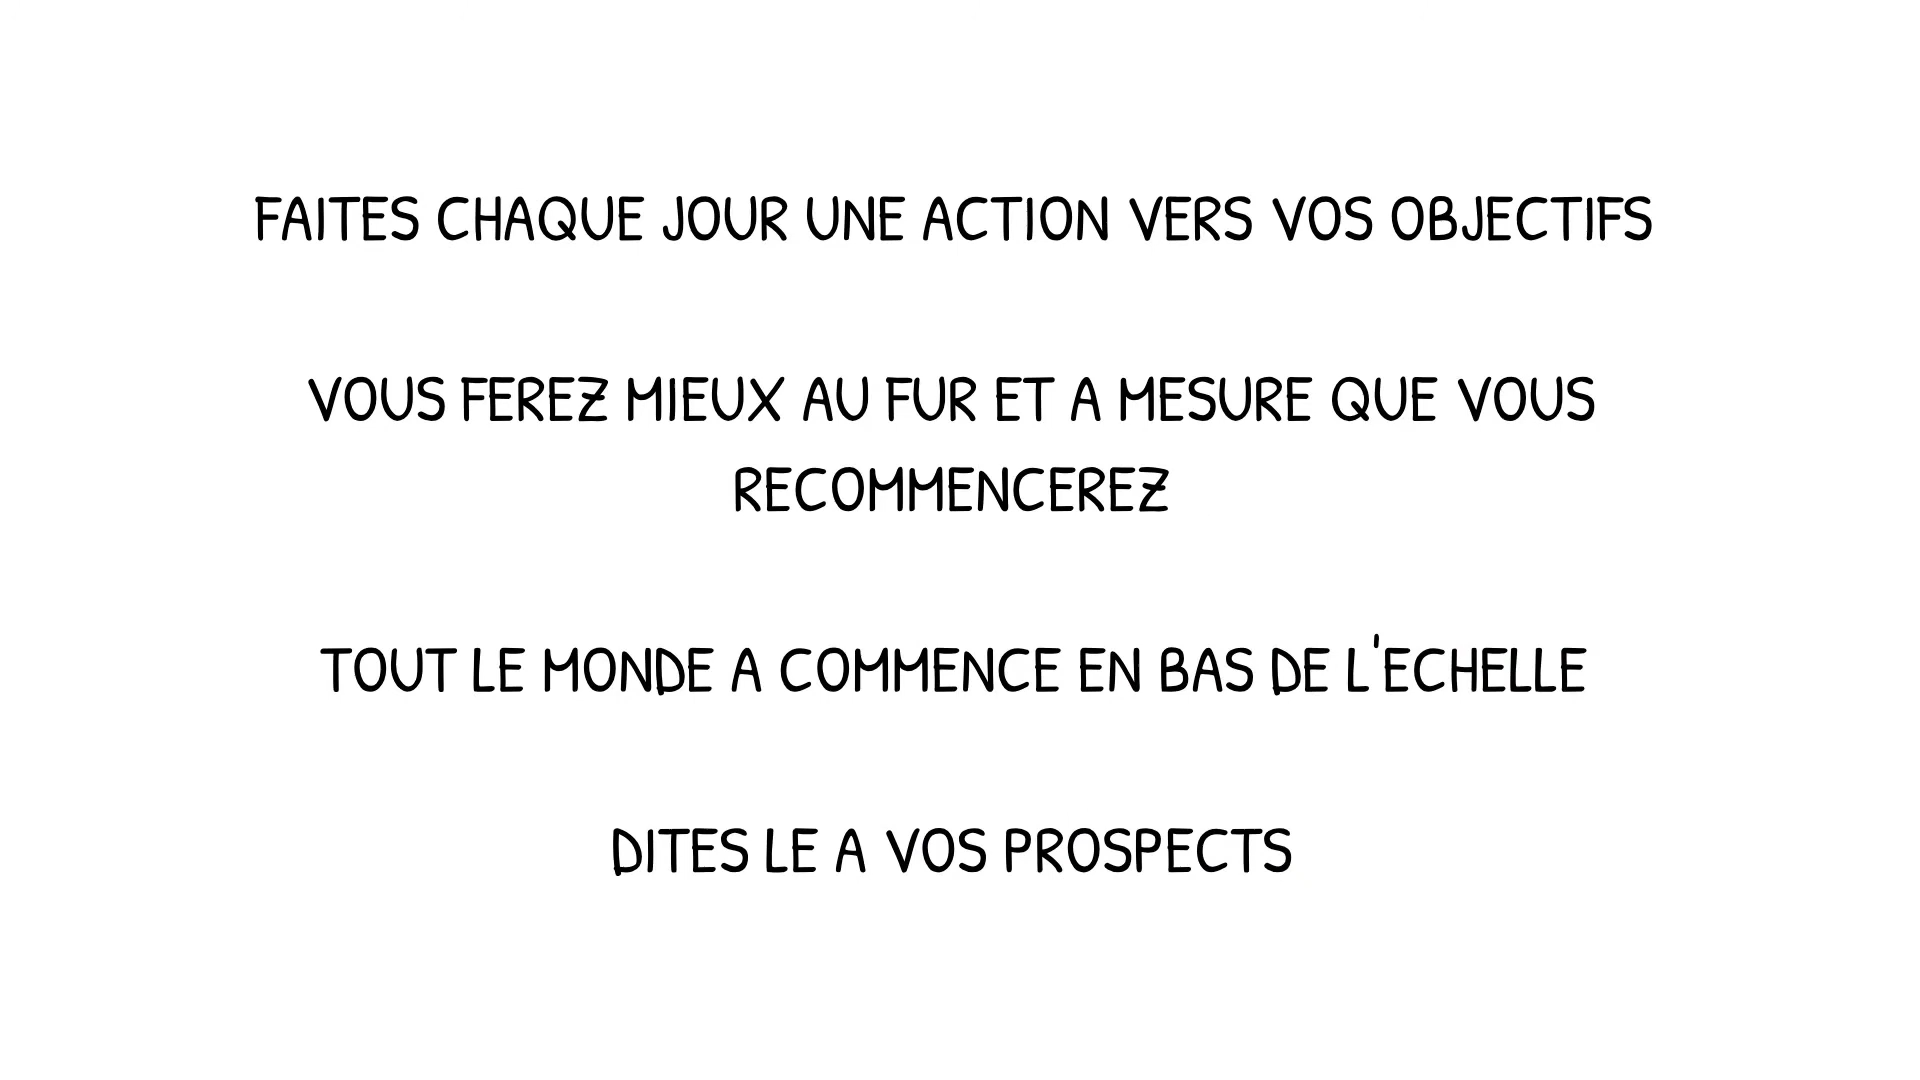 FAITES CHAQUE JOUR UNE ACTION VERS VOS OBJECTIFS
VOUS FEREZ MIEUX AU FUR ET A MESURE QUE VOUS
RECOMMENCEREZ
TOUT LE MONDE A COMMENCE EN BAS DE L'ECHELLE
DITES LE A VOS PROSPECTS